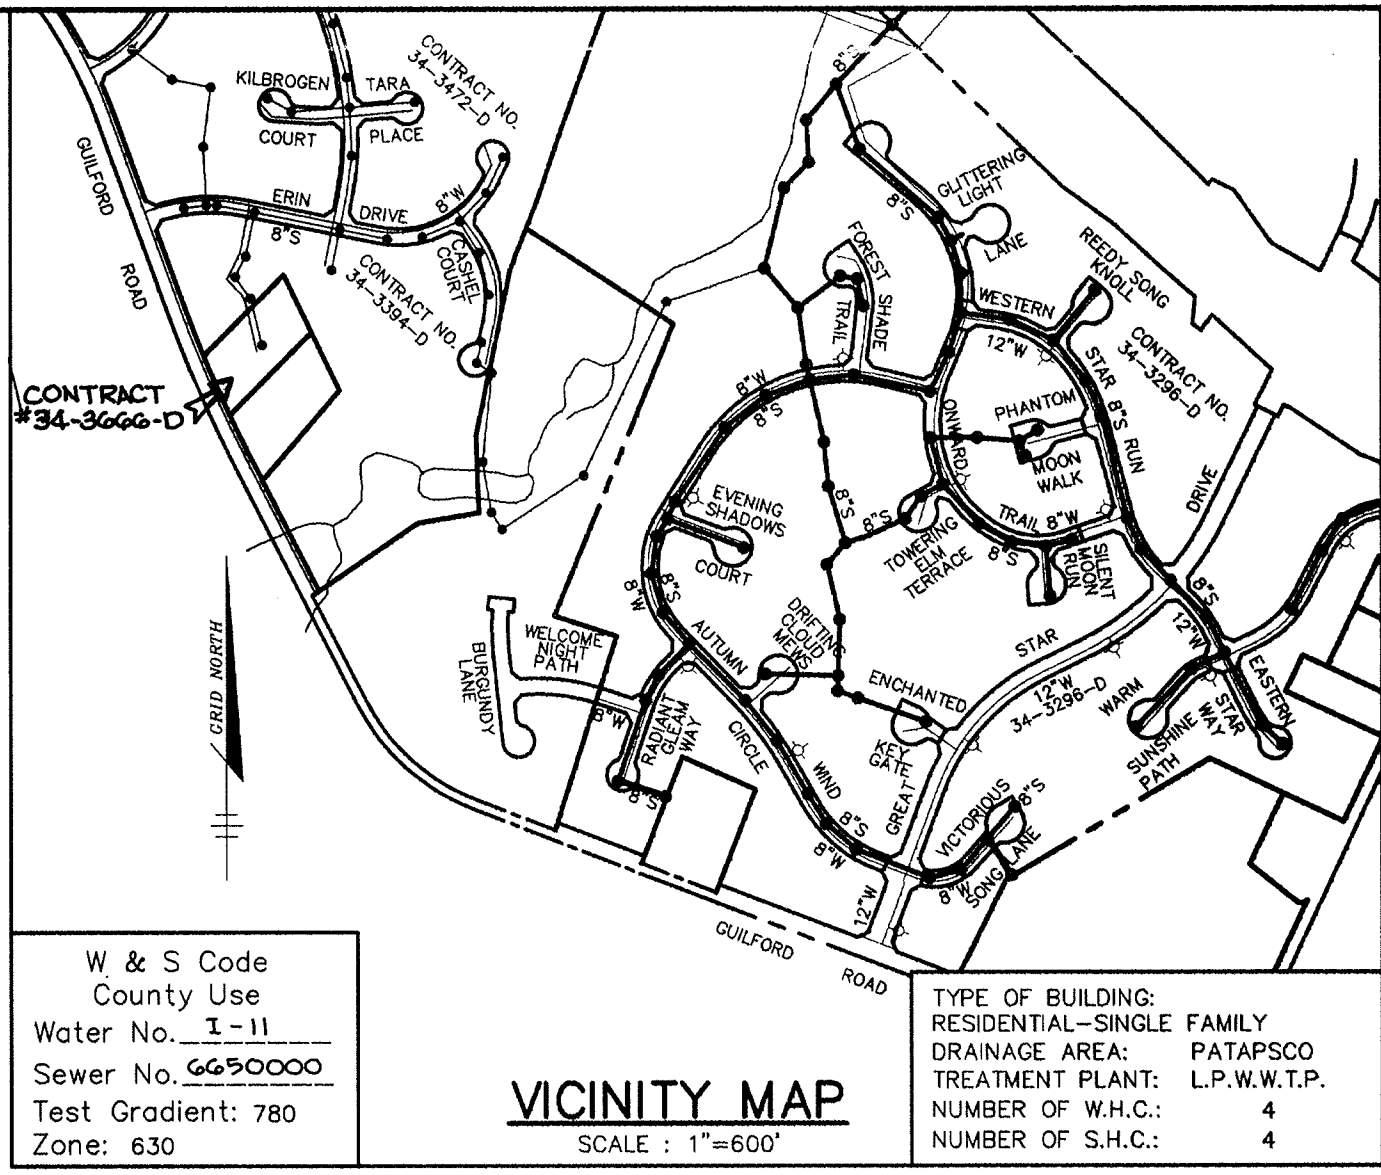 CONTRACT NO.
34-3472-D
KILBROGEN
COURT
TARA
PLACE
GUILFORD
ROAD
ERIN
DRIVE
8"S
8"W
CASHEL
COURT
CONTRACT NO.
34-3394-D
CONTRACT
#34-3666-D
8"S
GLITTERING
LIGHT
LANE
8"S
FOREST
SHADE
TRAIL
REEDY SONG
KNOLL
WESTERN
STAR
RUN
12"W
8"S
CONTRACT NO.
34-3296-D
PHANTOM
MOON
WALK
ONWARD
TRAIL
8"W
8"S
8"W
8"S
EVENING
SHADOWS
COURT
8"S
8"S
TOWERING
ELM
TERRACE
SILENT
MOON
RUN
DRIVE
8"S
12"W
8"S
8"W
AUTUMN
WIND
CIRCLE
DRIFTING
CLOUD
MEWS
ENCHANTED
KEY
GATE
GREAT
STAR
12"W
34-3296-D
WARM
SUNSHINE
PATH
EASTERN
STAR
WAY
WELCOME
NIGHT
PATH
BURGUNDY
LANE
8"W
RADIANT
GLEAM
WAY
8"S
8"S
8"W
VICTORIOUS
SONG LANE
8"S
8"W
12"W
GUILFORD
ROAD
GRID NORTH
W & S Code
County Use
Water No. I-11
Sewer No. 6650000
Test Gradient: 780
Zone: 630
VICINITY MAP
SCALE : 1"=600'
TYPE OF BUILDING:
RESIDENTIAL-SINGLE FAMILY
DRAINAGE AREA: PATAPSCO
TREATMENT PLANT: L.P.W.W.T.P.
NUMBER OF W.H.C.: 4
NUMBER OF S.H.C.: 4